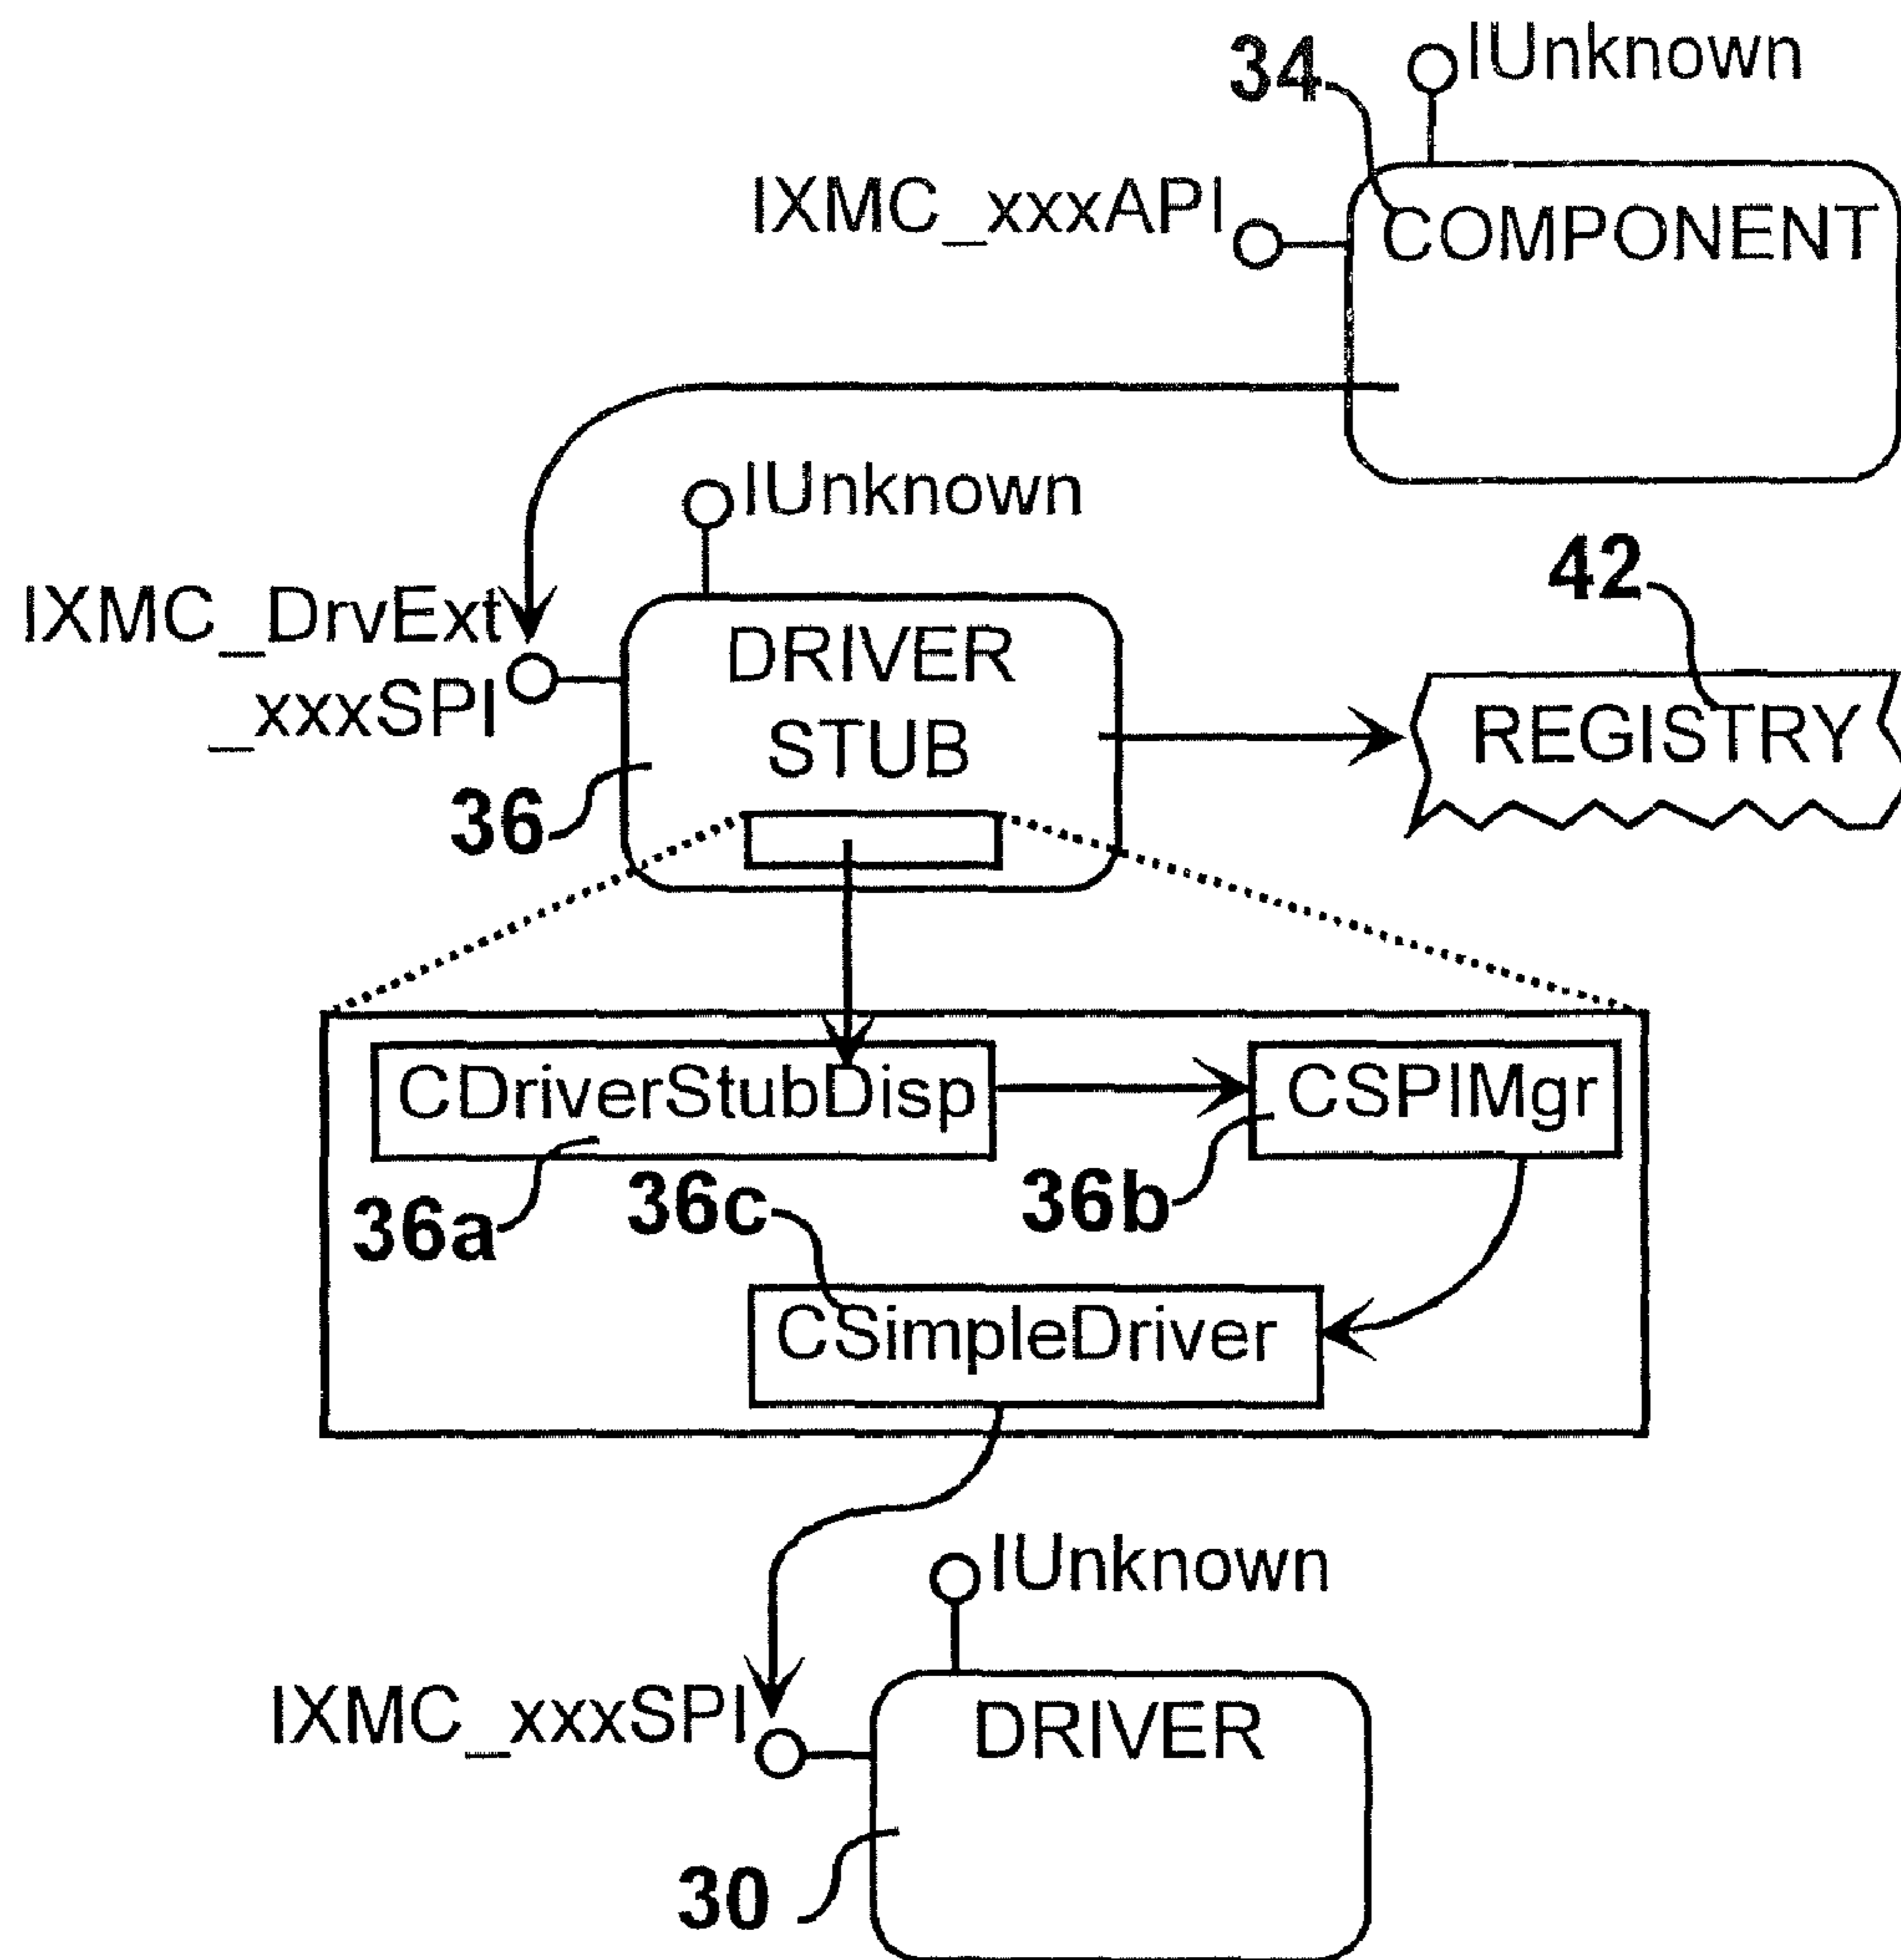 34
IUnknown
IXMC_xxxAPI
COMPONENT
IUnknown
42
IXMC_DrvExt
_xxxSPI
DRIVER
STUB
REGISTRY
36
CDriverStubDisp
CSPIMgr
36a
36c
36b
CSimpleDriver
IUnknown
IXMC_xxxSPI
DRIVER
30